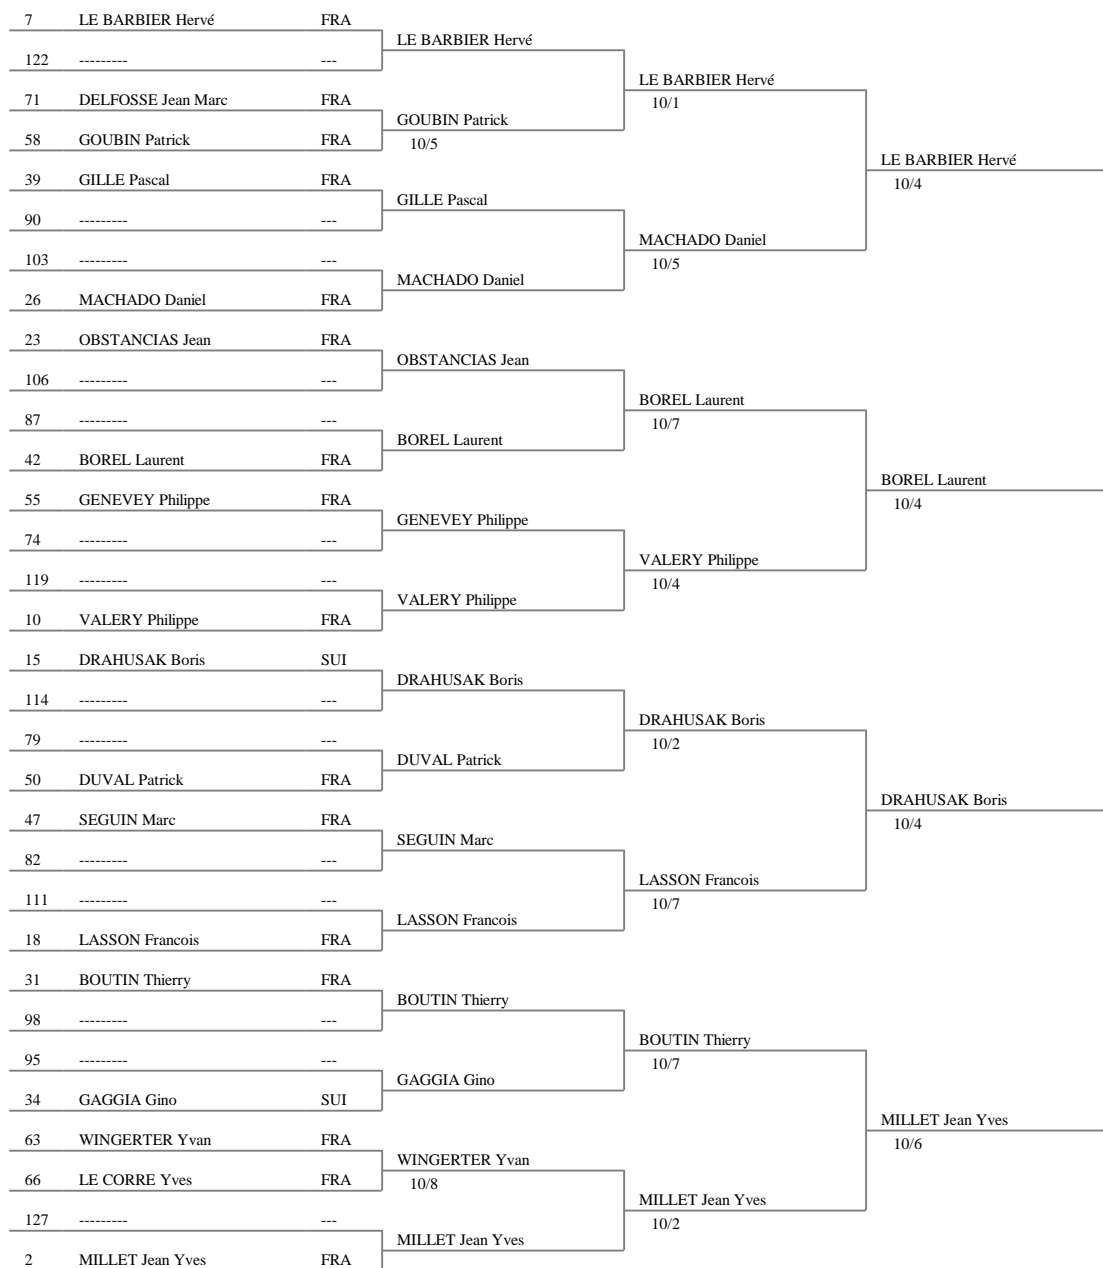 7 LE BARBIER Hervé FRA
LE BARBIER Hervé
122 --------- ---
LE BARBIER Hervé
10/1
71 DELFOSSE Jean Marc FRA
GOUBIN Patrick
10/5
58 GOUBIN Patrick FRA
LE BARBIER Hervé
10/4
39 GILLE Pascal FRA
GILLE Pascal
90 --------- ---
MACHADO Daniel
10/5
103 --------- ---
MACHADO Daniel
26 MACHADO Daniel FRA
23 OBSTANCIAS Jean FRA
OBSTANCIAS Jean
106 --------- ---
BOREL Laurent
10/7
87 --------- ---
BOREL Laurent
42 BOREL Laurent FRA
BOREL Laurent
10/4
55 GENEVEY Philippe FRA
GENEVEY Philippe
74 --------- ---
VALERY Philippe
10/4
119 --------- ---
VALERY Philippe
10 VALERY Philippe FRA
15 DRAHUSAK Boris SUI
DRAHUSAK Boris
114 --------- ---
DRAHUSAK Boris
10/2
79 --------- ---
DUVAL Patrick
50 DUVAL Patrick FRA
DRAHUSAK Boris
10/4
47 SEGUIN Marc FRA
SEGUIN Marc
82 --------- ---
LASSON Francois
10/7
111 --------- ---
LASSON Francois
18 LASSON Francois FRA
31 BOUTIN Thierry FRA
BOUTIN Thierry
98 --------- ---
BOUTIN Thierry
10/7
95 --------- ---
GAGGIA Gino
34 GAGGIA Gino SUI
MILLET Jean Yves
10/6
63 WINGERTER Yvan FRA
WINGERTER Yvan
10/8
66 LE CORRE Yves FRA
MILLET Jean Yves
10/2
127 --------- ---
MILLET Jean Yves
2 MILLET Jean Yves FRA